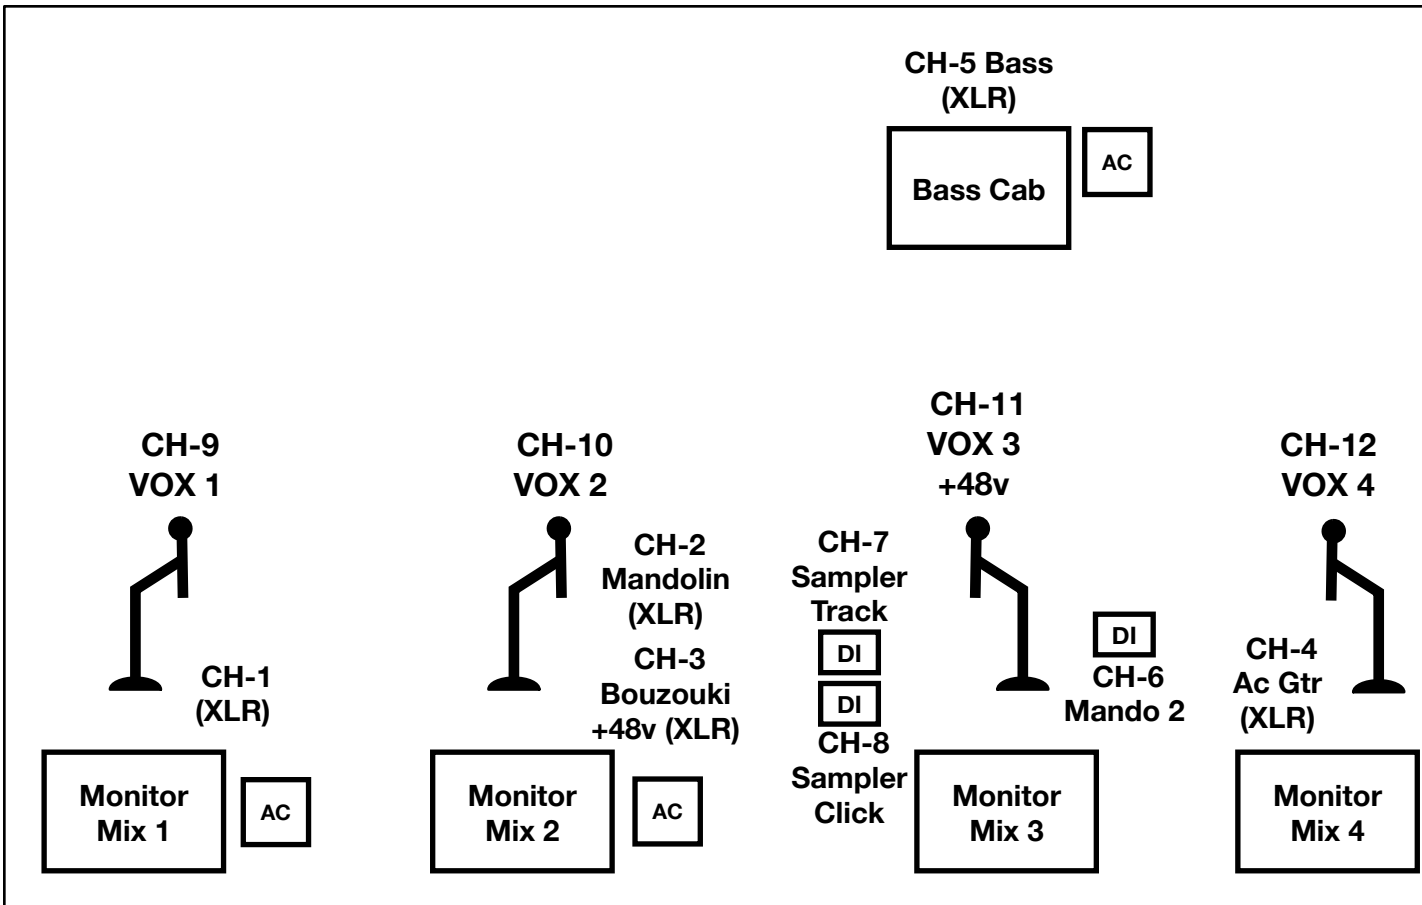 CH-5 Bass
(XLR)
Bass Cab
AC
CH-9
VOX 1
CH-10
VOX 2
CH-11
VOX 3
+48v
CH-12
VOX 4
CH-1
(XLR)
CH-2
Mandolin
(XLR)
CH-3
Bouzouki
+48v (XLR)
CH-7
Sampler
Track
DI
DI
CH-8
Sampler
Click
DI
CH-6
Mando 2
CH-4
Ac Gtr
(XLR)
Monitor
Mix 1
AC
Monitor
Mix 2
AC
Monitor
Mix 3
Monitor
Mix 4